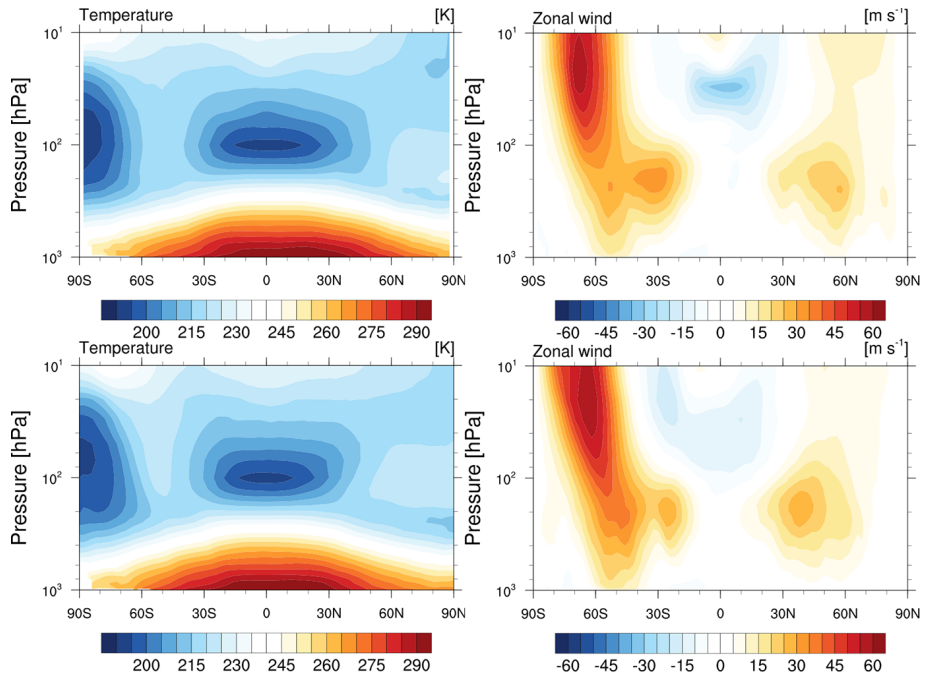 Temperature [K] Zonal wind [m s⁻¹]
10¹ 10¹
Pressure [hPa] Pressure [hPa]
10² 10²
10³ 10³
90S 60S 30S 0 30N 60N 90N 90S 60S 30S 0 30N 60N 90N
200 215 230 245 260 275 290 -60 -45 -30 -15 0 15 30 45 60
Temperature [K] Zonal wind [m s⁻¹]
10¹ 10¹
Pressure [hPa] Pressure [hPa]
10² 10²
10³ 10³
90S 60S 30S 0 30N 60N 90N 90S 60S 30S 0 30N 60N 90N
200 215 230 245 260 275 290 -60 -45 -30 -15 0 15 30 45 60